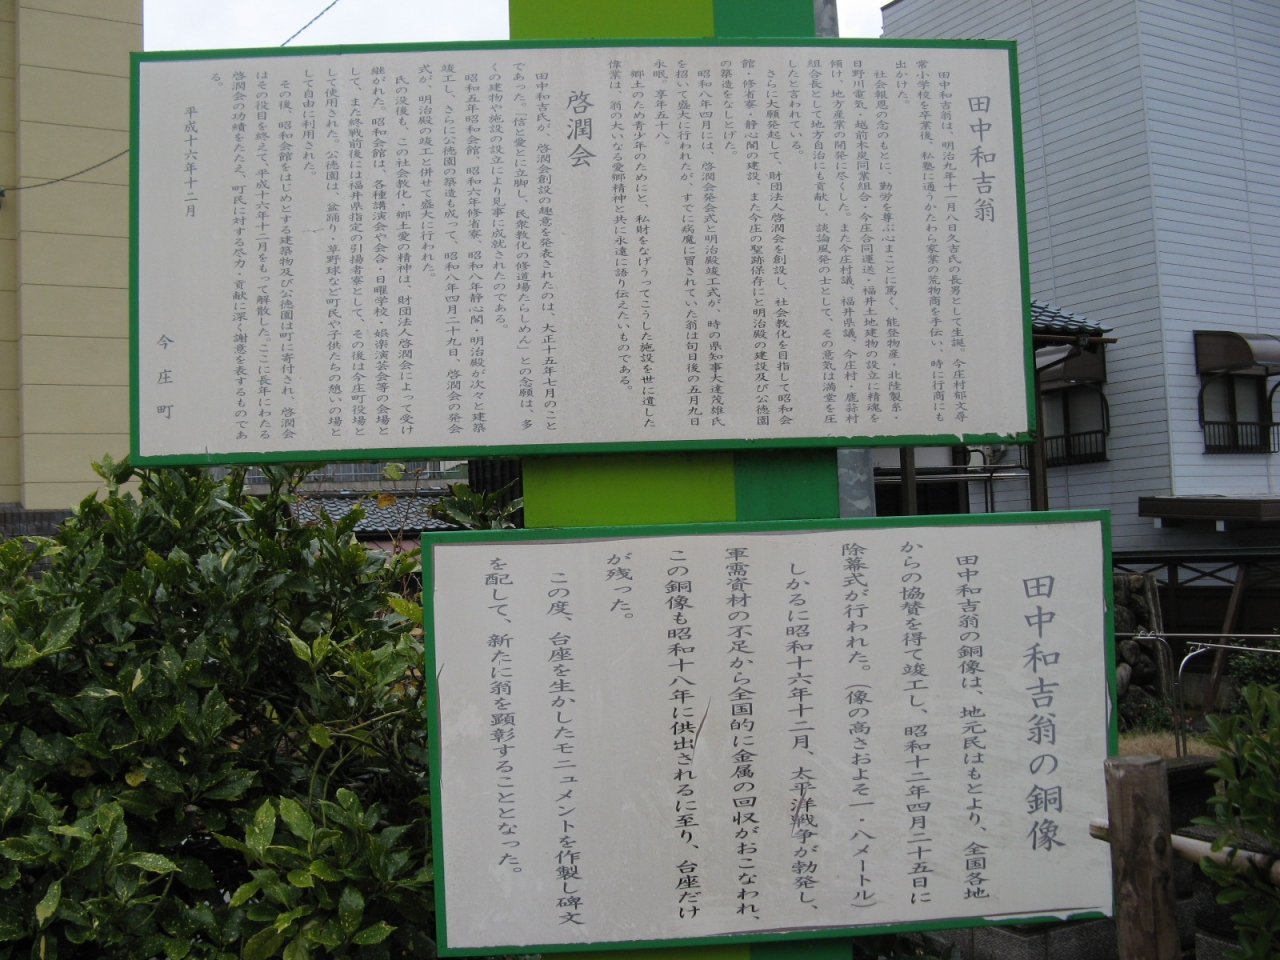 田中和吉翁
田中和吉翁は、明治九年十一月八日久吉氏の長男として生誕。今庄村郁文尋
常小学校を卒業後、私塾に通うかたわら家業の荒物商を手伝い、時に行商にも
出かけた。
社会報恩の念のもとに、勤労を尊ぶ心まことに篤く、能登物産・北陸製糸・
日野川電気・越前木炭同業組合・今庄合同運送・福井土地建物の設立に精魂を
傾け、地方産業の開発に尽くした。また今庄村議、福井県議、今庄村・鹿蒜村
組合長として地方自治にも貢献し、談論風発の士として、その意気は満堂を圧
したと言われている。
さらに大願発起して、財団法人啓潤会を創設し、社会教化を目指して昭和会
館・修省寮・静心閣の建設、また今庄の聖跡保存にと明治殿の建設及び公徳園
の築造をなしとげた。
昭和八年四月には、啓潤会発会式と明治殿竣工式が、時の県知事大達茂雄氏
を招いて盛大に行われたが、すでに病魔に冒されていた翁は旬日後の五月九日
永眠。享年五十八。
郷土のため青少年のためにと、私財をなげうってこうした施設を世に遺した
偉業は、翁の大いなる愛郷精神と共に永遠に語り伝えたいものである。
啓潤会
田中和吉氏が、啓潤会創設の趣意を発表されたのは、大正十五年七月のこと
であった。「信と愛とに立脚し、民衆教化の修道場たらしめん」との念願は、多
くの建物や施設の設立により見事に成就されたのである。
昭和五年昭和会館、昭和六年修省寮、昭和八年静心閣・明治殿が次々と建築
竣工し、さらに公徳園の築造も成って、昭和八年四月二十九日、啓潤会の発会
式が、明治殿の竣工と併せて盛大に行われた。
氏の没後も、この社会教化・郷土愛の精神は、財団法人啓潤会によって受け
継がれた。昭和会館は、各種講演会や会合・日曜学校・娯楽演芸会等の会場と
して、また終戦前後には福井県指定の引揚者寮として、その後は今庄町役場と
して使用された。公徳園は、盆踊り・草野球など町民や子供たちの憩いの場と
して自由に利用された。
その後、昭和会館をはじめとする建築物及び公徳園は町に寄付され、啓潤会
はその役目を終えて、平成十六年十二月をもって解散した。ここに長年にわたる
啓潤会の功績をたたえ、町民に対する尽力・貢献に深く謝意を表するものであ
る。
平成十六年十二月
今庄町
田中和吉翁の銅像
田中和吉翁の銅像は、地元民はもとより、全国各地
からの協賛を得て竣工し、昭和十二年四月二十五日に
除幕式が行われた。（像の高さおよそ一・八メートル）
しかるに昭和十六年十二月、太平洋戦争が勃発し、
軍需資材の不足から全国的に金属の回収がおこなわれ、
この銅像も昭和十八年に供出されるに至り、台座だけ
が残った。
この度、台座を生かしたモニュメントを作製し碑文
を配して、新たに翁を顕彰することとなった。